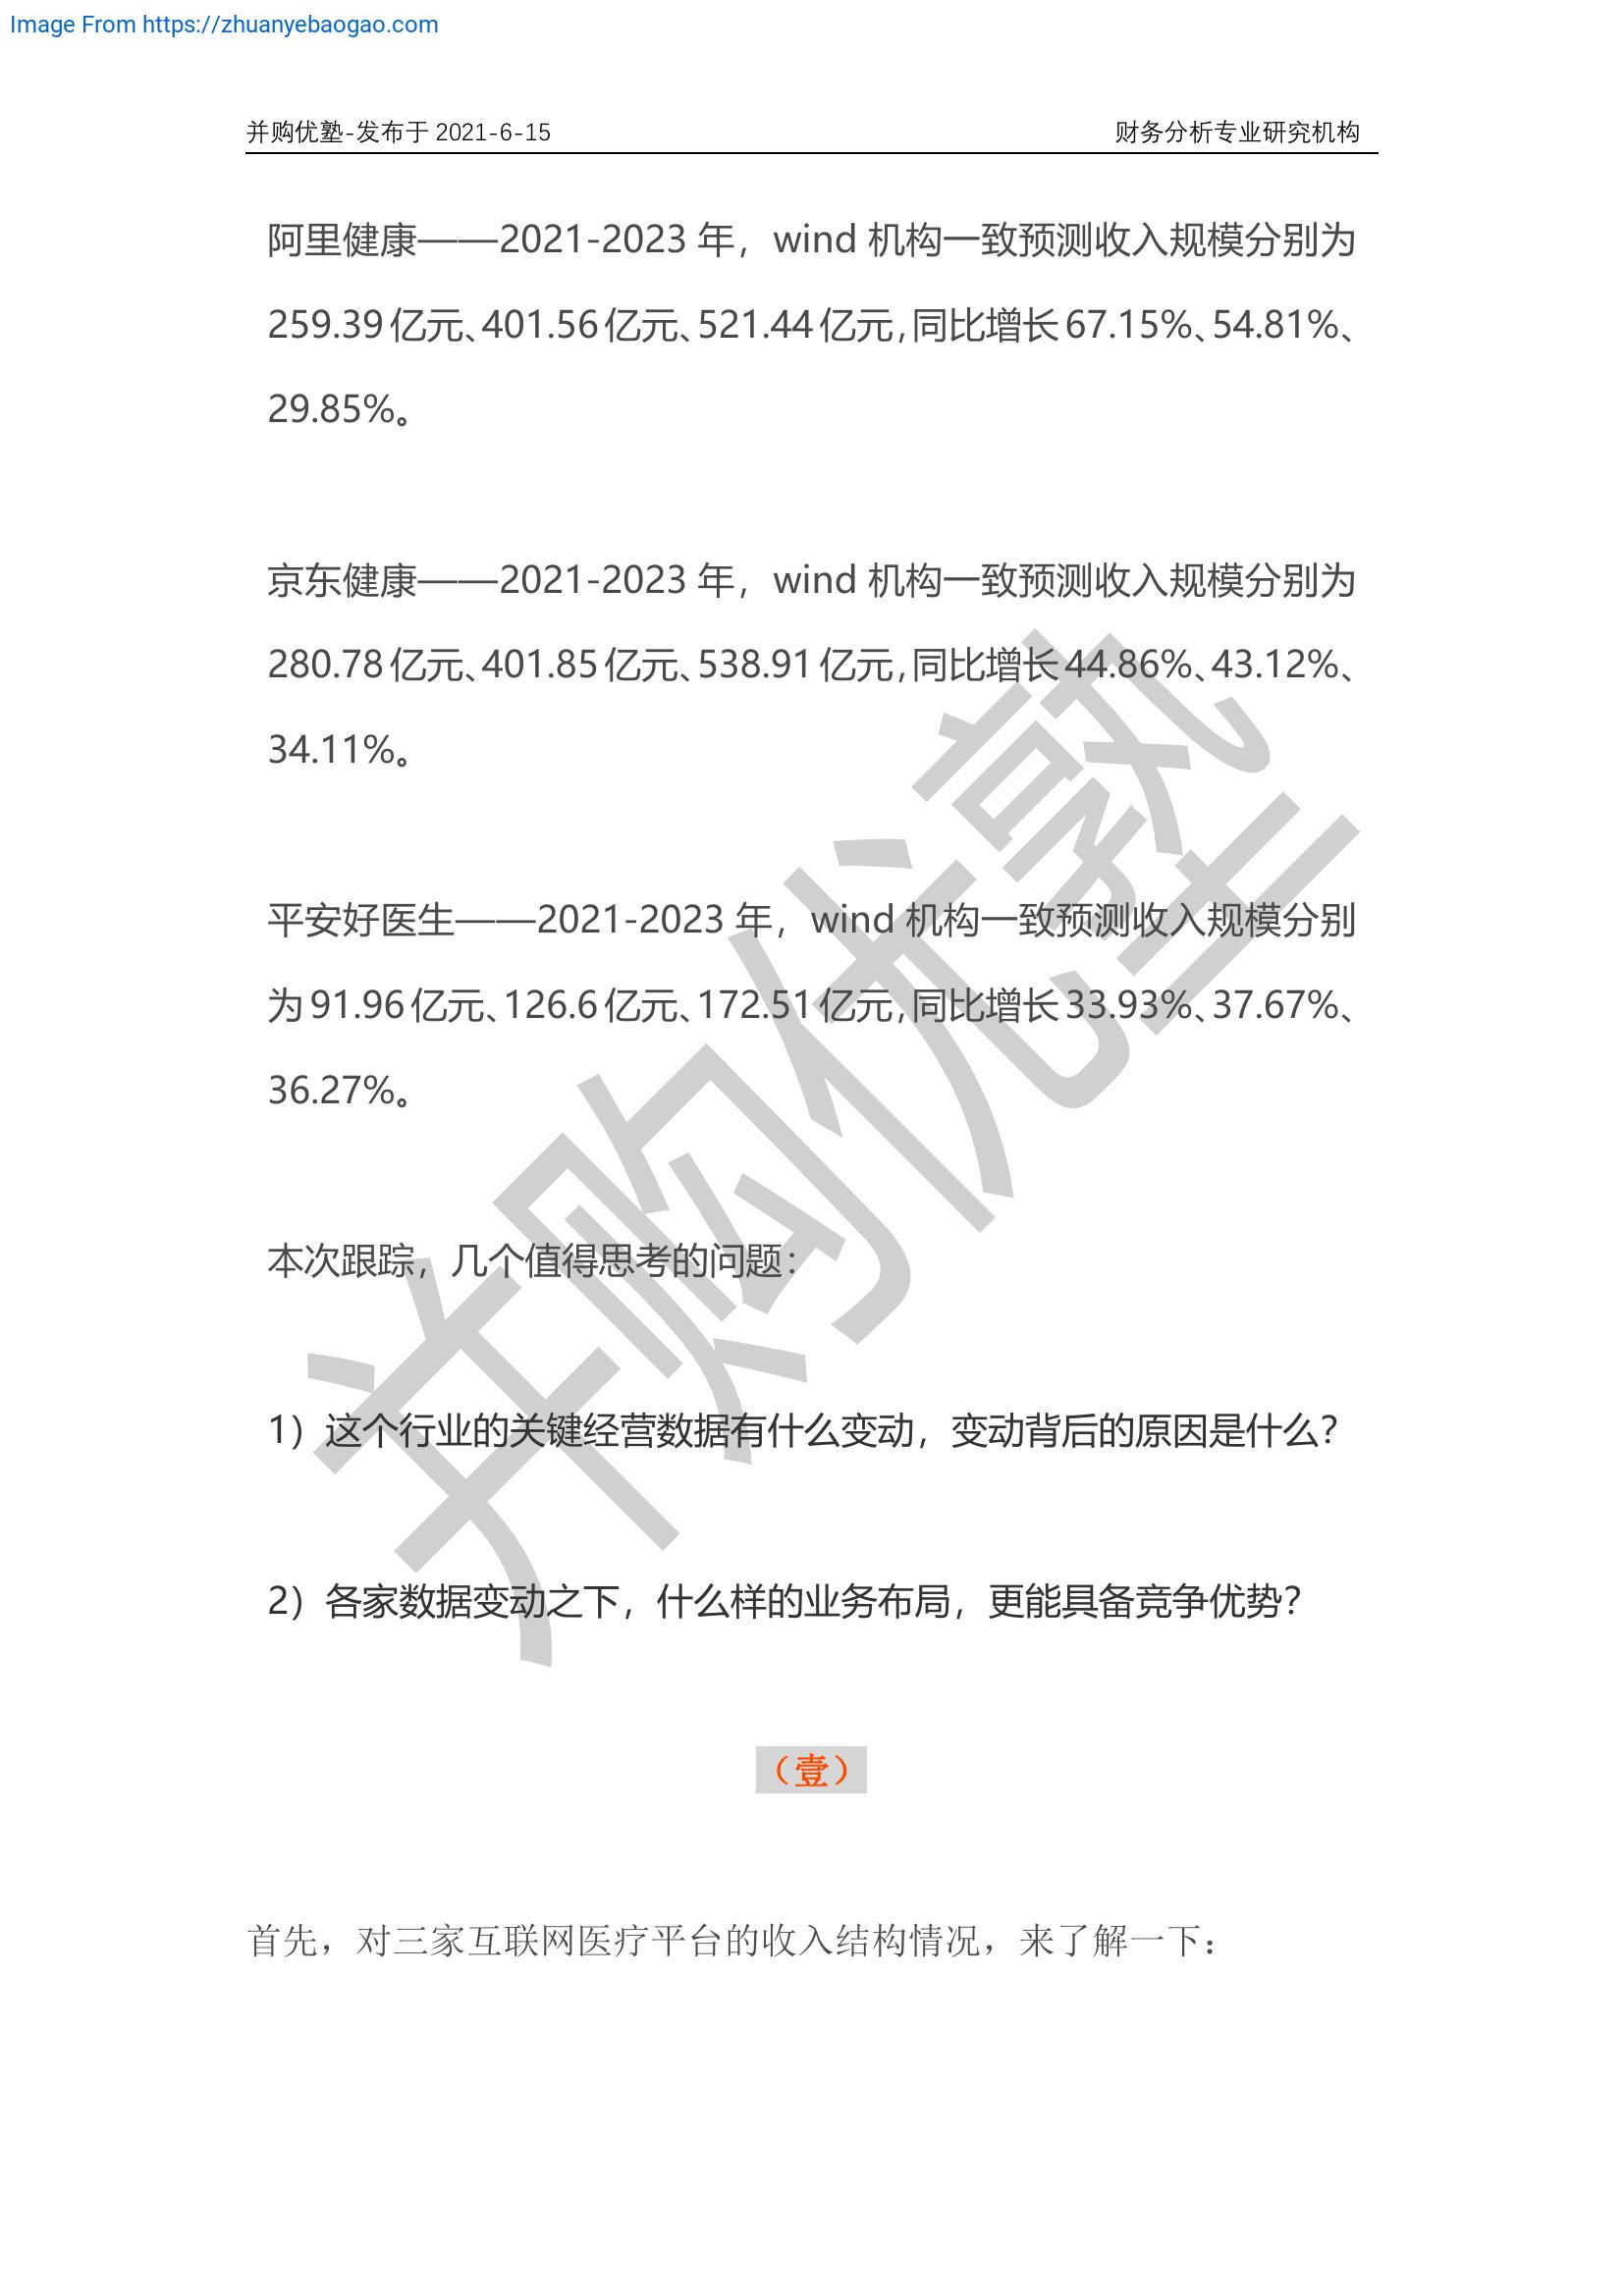 Image From https://zhuanyebaogao.com
并购优塾-发布于 2021-6-15 财务分析专业研究机构
阿里健康——2021-2023 年，wind 机构一致预测收入规模分别为
259.39 亿元、401.56 亿元、521.44 亿元，同比增长 67.15%、54.81%、
29.85%。
京东健康——2021-2023 年，wind 机构一致预测收入规模分别为
280.78 亿元、401.85 亿元、538.91 亿元，同比增长 44.86%、43.12%、
34.11%。
平安好医生——2021-2023 年，wind 机构一致预测收入规模分别
为 91.96 亿元、126.6 亿元、172.51 亿元，同比增长 33.93%、37.67%、
36.27%。
本次跟踪，几个值得思考的问题：
1）这个行业的关键经营数据有什么变动，变动背后的原因是什么？
2）各家数据变动之下，什么样的业务布局，更能具备竞争优势？
（壹）
首先，对三家互联网医疗平台的收入结构情况，来了解一下：
并购优塾